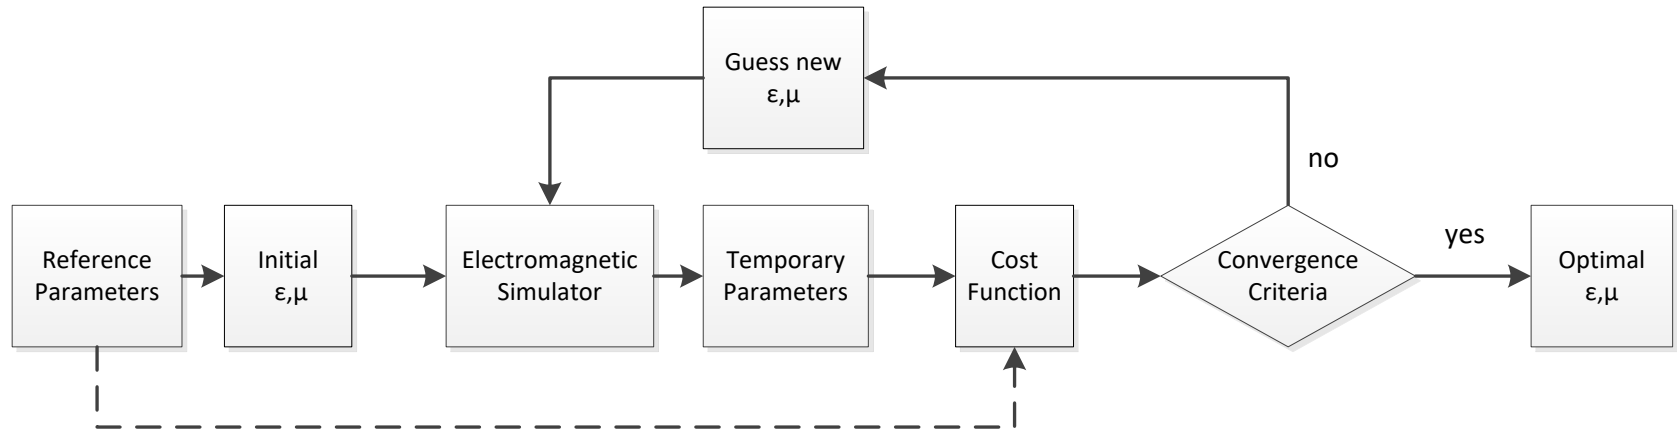 Guess new
ε,μ
no
Reference
Parameters
Initial
ε,μ
Electromagnetic
Simulator
Temporary
Parameters
Cost
Function
Convergence
Criteria
yes
Optimal
ε,μ